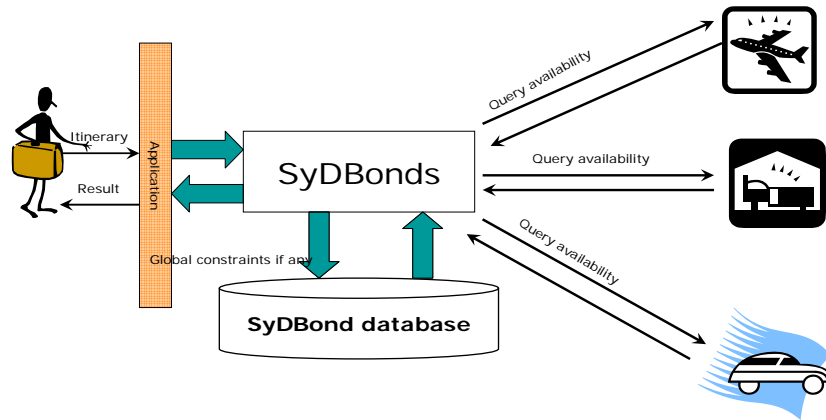 Itinerary
Result
Application
SyDBonds
Global constraints if any
SyDBond database
Query availability
Query availability
Query availability